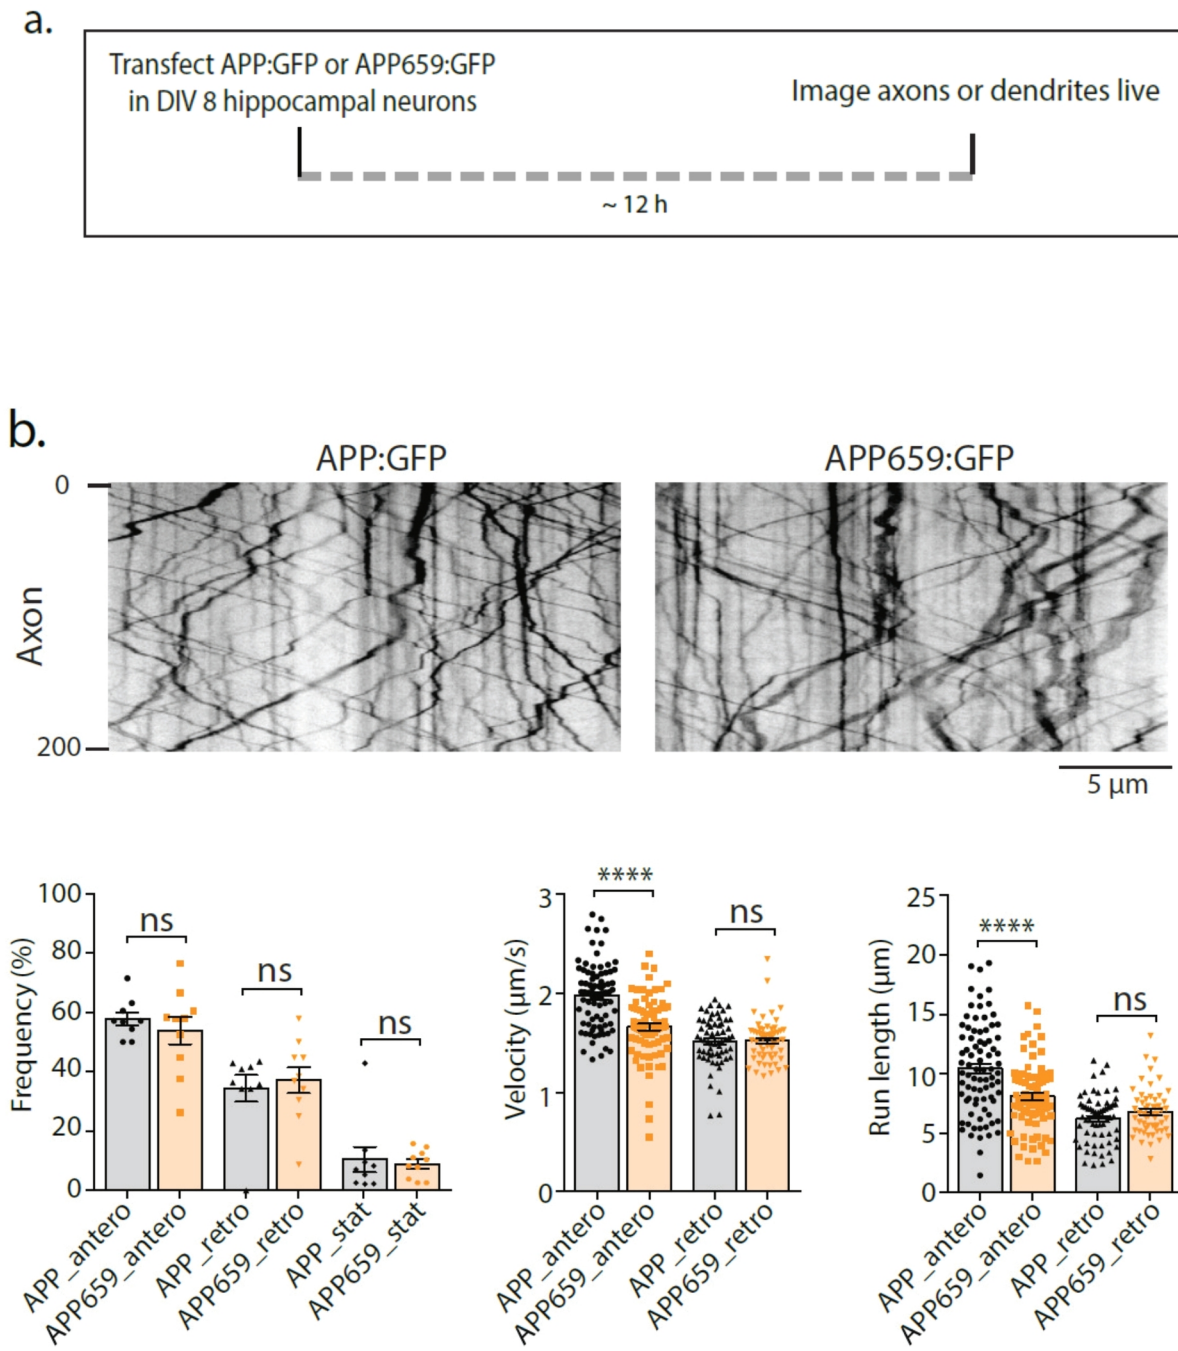 a.
Transfect APP:GFP or APP659:GFP
in DIV 8 hippocampal neurons
Image axons or dendrites live
~ 12 h
b.
APP:GFP
APP659:GFP
0
Axon
200
5 µm
Frequency (%)
100
80
60
40
20
0
ns
ns
ns
APP_antero
APP659_antero
APP_retro
APP659_retro
APP_stat
APP659_stat
Velocity (µm/s)
3
2
1
0
****
ns
APP_antero
APP659_antero
APP_retro
APP659_retro
Run length (µm)
25
20
15
10
5
0
****
ns
APP_antero
APP659_antero
APP_retro
APP659_retro